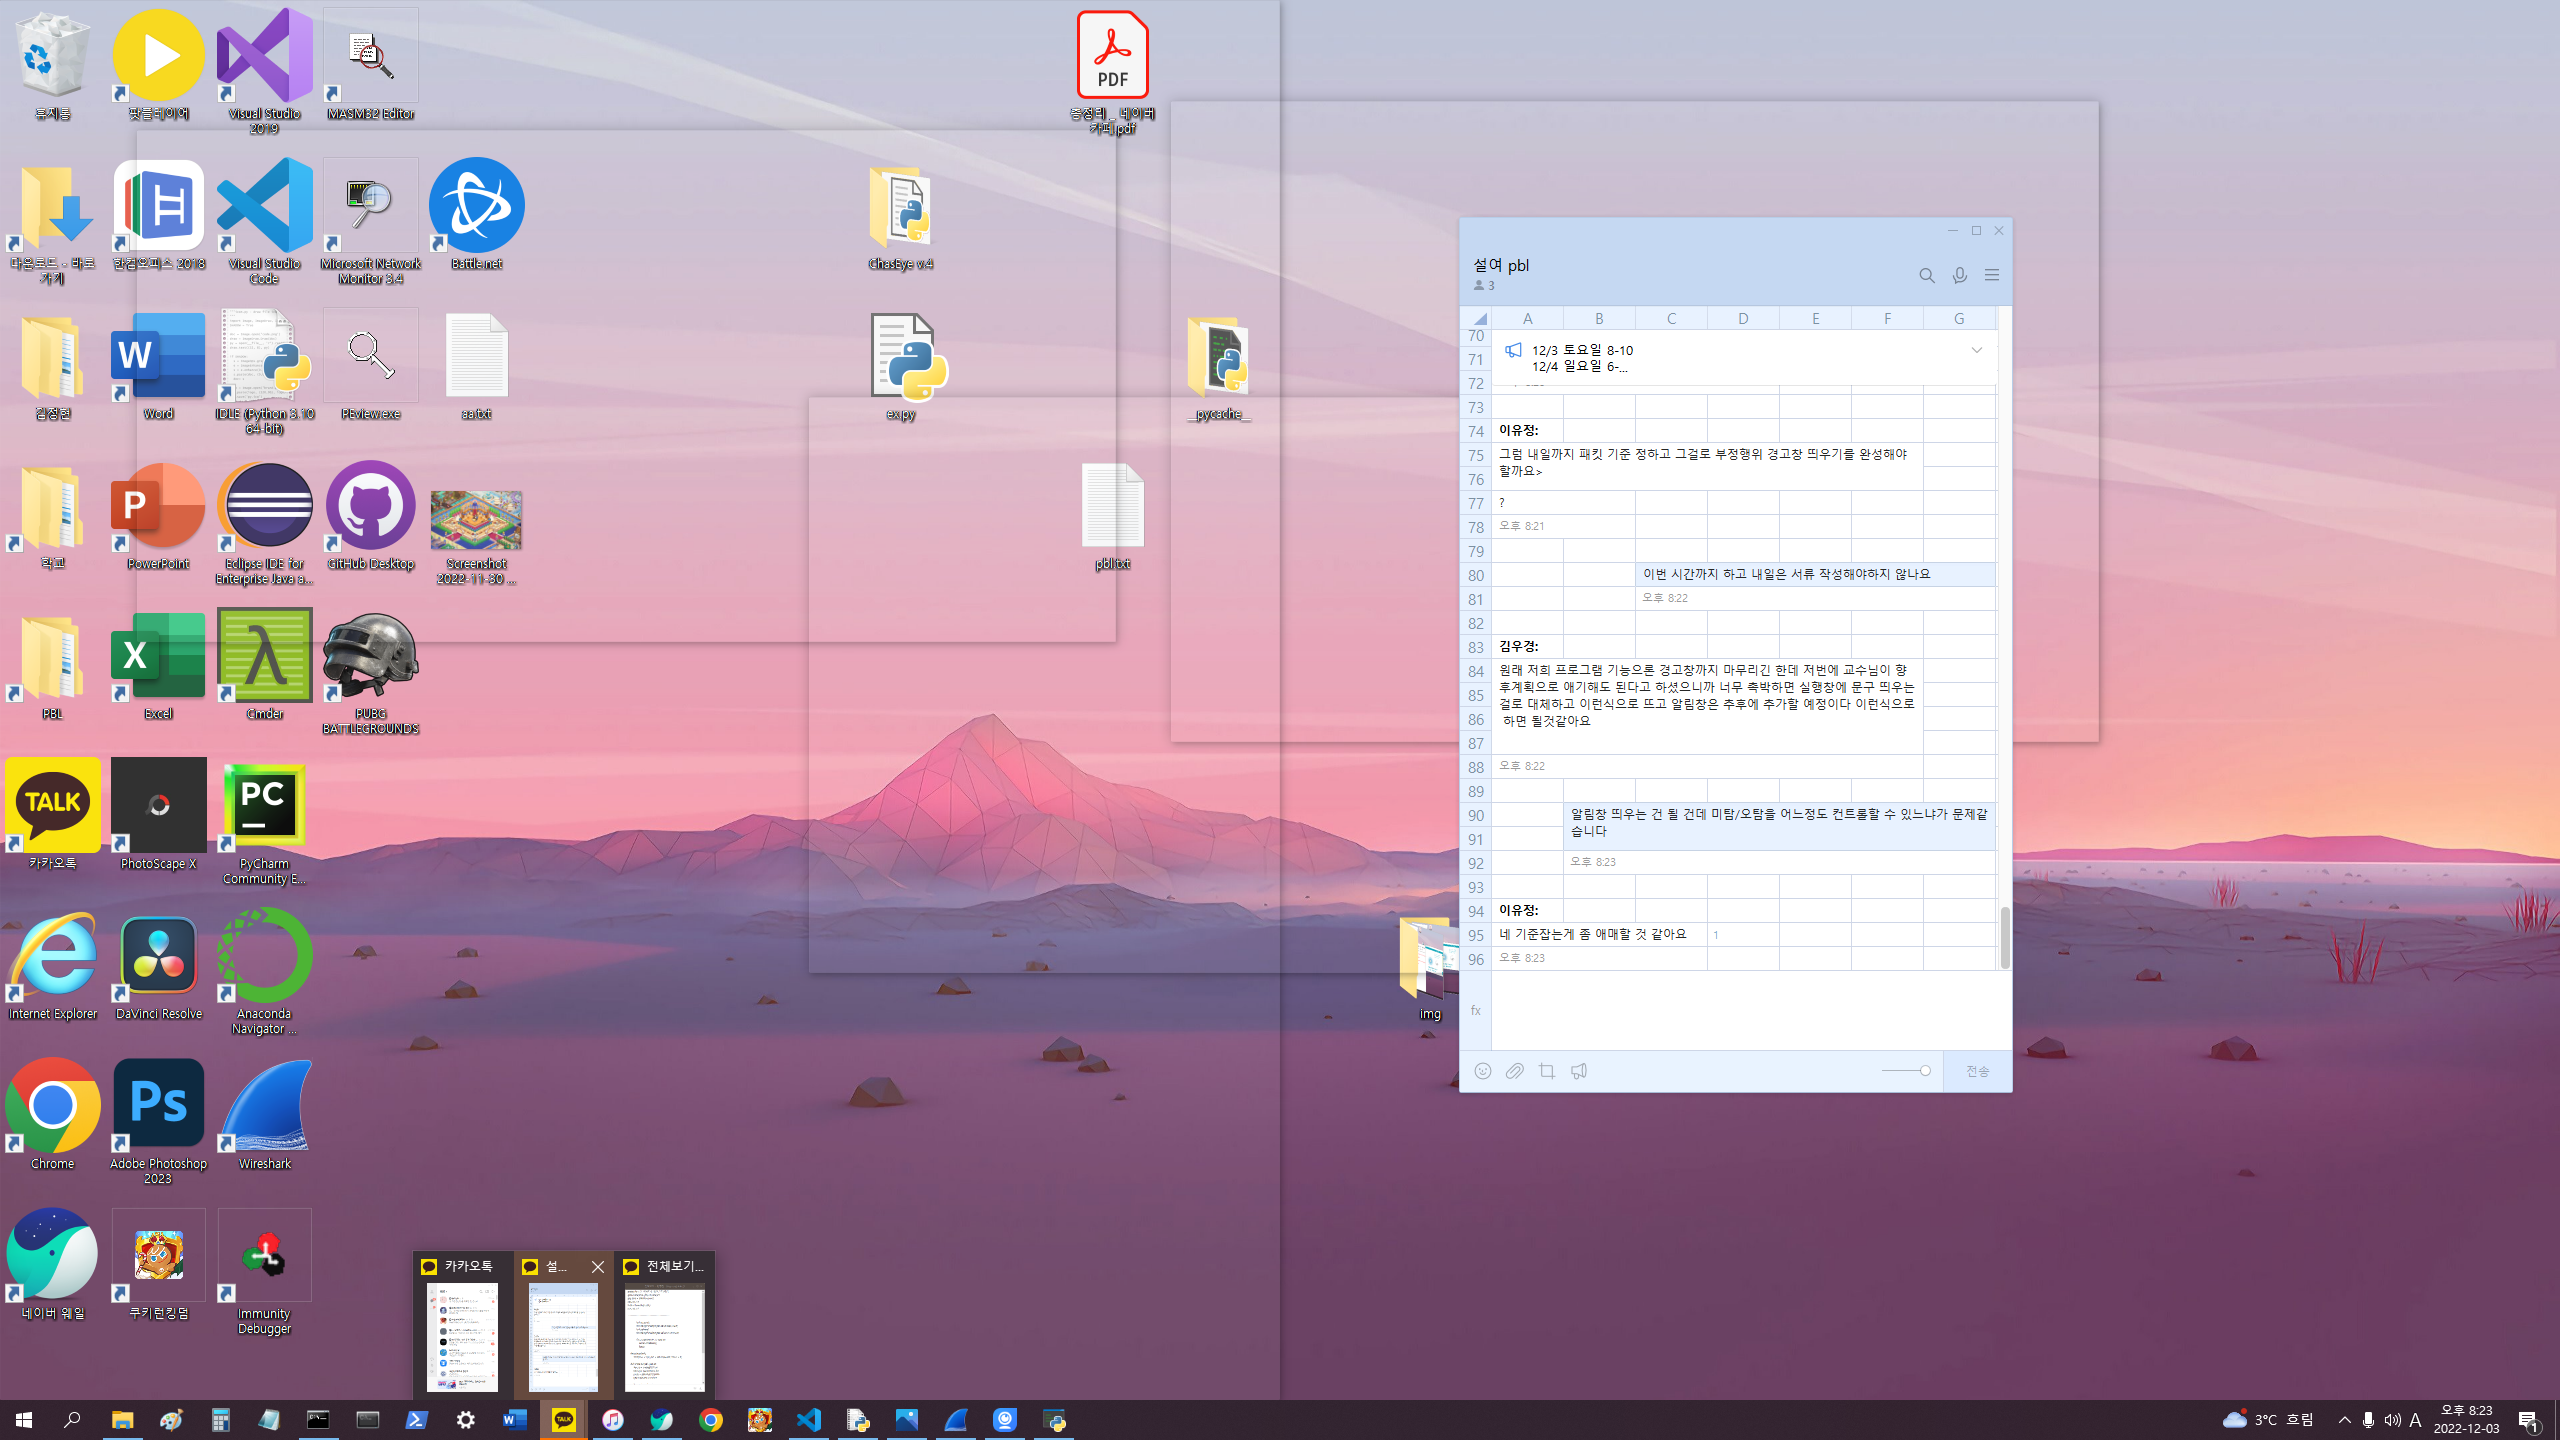 휴지통
팟플레이어
Visual Studio
2019
MASM32 Editor
PDF
총정리 _ 네이버
카페.pdf
다운로드 - 바로
가기
한컴오피스 2018
Visual Studio
Code
Microsoft Network
Monitor 3.4
Battle.net
ChasEye v.4
김정현
W
Word
IDLE (Python 3.10
64-bit)
PEview.exe
aa.txt
ex.py
__pycache__
학교
P
PowerPoint
Eclipse IDE for
Enterprise Java a...
GitHub Desktop
Screenshot
2022-11-30 ...
pbl.txt
PBL
X
Excel
Cmder
PUBG
BATTLEGROUNDS
TALK
카카오톡
PhotoScape X
PC
PyCharm
Community E...
Internet Explorer
DaVinci Resolve
Anaconda
Navigator ...
img
Chrome
Ps
Adobe Photoshop
2023
Wireshark
네이버 웨일
쿠키런킹덤
Immunity
Debugger
설여 pbl
3
A B C D E F G
70
71 12/3 토요일 8-10
12/4 일요일 6-...
72
73
74 이유정:
75 그럼 내일까지 패킷 기준 정하고 그걸로 부정행위 경고창 띄우기를 완성해야
76 할까요>
77 ?
78 오후 8:21
79
80 이번 시간까지 하고 내일은 서류 작성해야하지 않나요
81 오후 8:22
82
83 김우경:
84 원래 저희 프로그램 기능으론 경고창까지 마무리긴 한데 저번에 교수님이 향
85 후계획으로 얘기해도 된다고 하셨으니까 너무 촉박하면 실행창에 문구 띄우는
86 걸로 대체하고 이런식으로 뜨고 알림창은 추후에 추가할 예정이다 이런식으로
87 하면 될것같아요
88 오후 8:22
89
90 알림창 띄우는 건 될 건데 미탐/오탐을 어느정도 컨트롤할 수 있느냐가 문제같
91 습니다
92 오후 8:23
93
94 이유정:
95 네 기준잡는게 좀 애매할 것 같아요 1
96 오후 8:23
fx
전송
카카오톡
설...
전체보기...
TALK
3°C 흐림
A
오후 8:23
2022-12-03
1